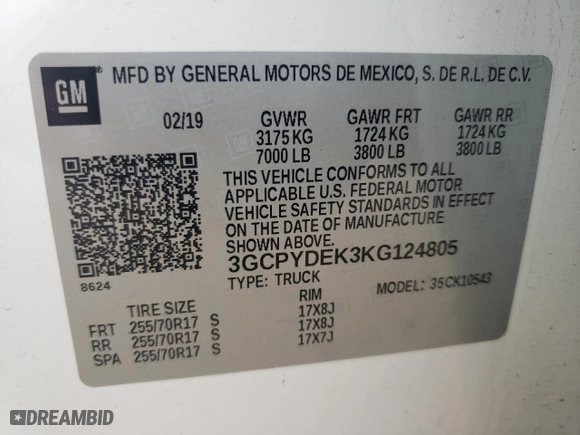 GM
MFD BY GENERAL MOTORS DE MEXICO, S. DE R.L. DE C.V.
02/19 GVWR GAWR FRT GAWR RR
3175 KG 1724 KG 1724 KG
7000 LB 3800 LB 3800 LB
THIS VEHICLE CONFORMS TO ALL
APPLICABLE U.S. FEDERAL MOTOR
VEHICLE SAFETY STANDARDS IN EFFECT
ON THE DATE OF MANUFACTURE
SHOWN ABOVE.
3GCPYDEK3KG124805
8624
TYPE: TRUCK MODEL: 35CK10543
TIRE SIZE RIM
FRT 255/70R17 S 17X8J
RR 255/70R17 S 17X8J
SPA 255/70R17 S 17X7J
DREAMBID